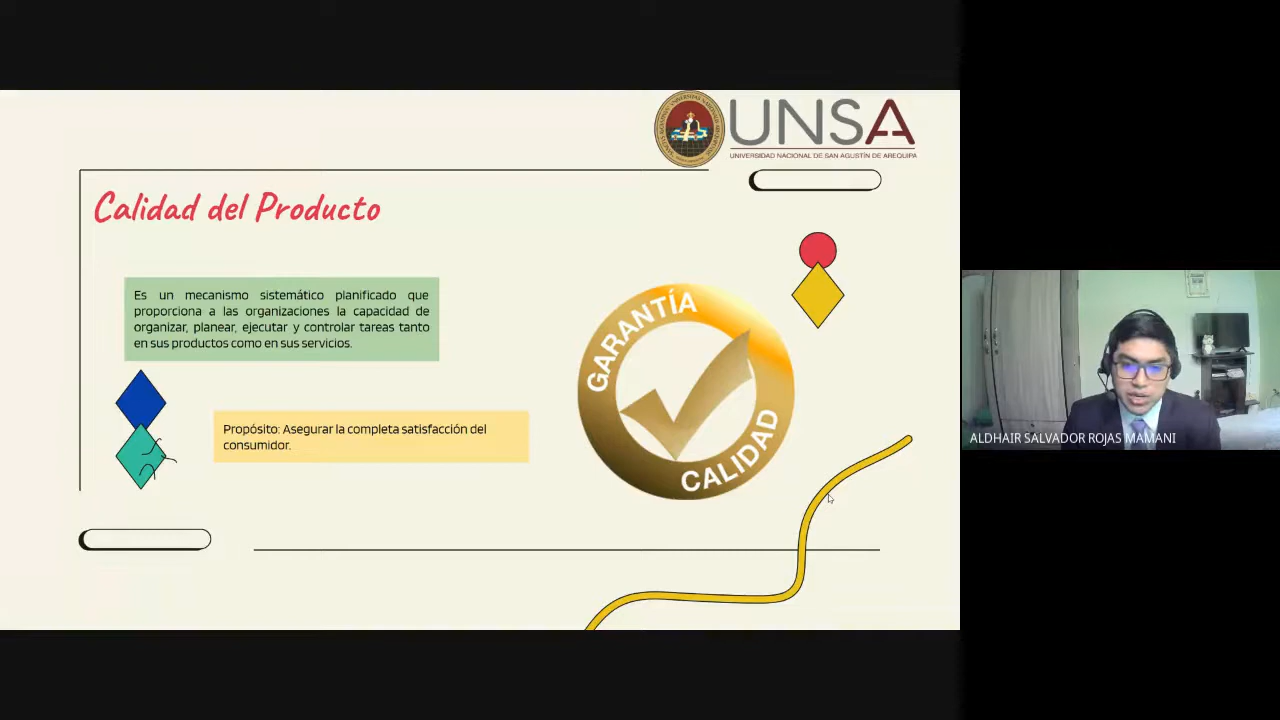 UNSA
UNIVERSIDAD NACIONAL DE SAN AGUSTÍN DE AREQUIPA
Calidad del Producto
Es un mecanismo sistemático planificado que
proporciona a las organizaciones la capacidad de
organizar, planear, ejecutar y controlar tareas tanto
en sus productos como en sus servicios.
GARANTÍA
CALIDAD
Propósito: Asegurar la completa satisfacción del
consumidor.
ALDHAIR SALVADOR ROJAS MAMANI